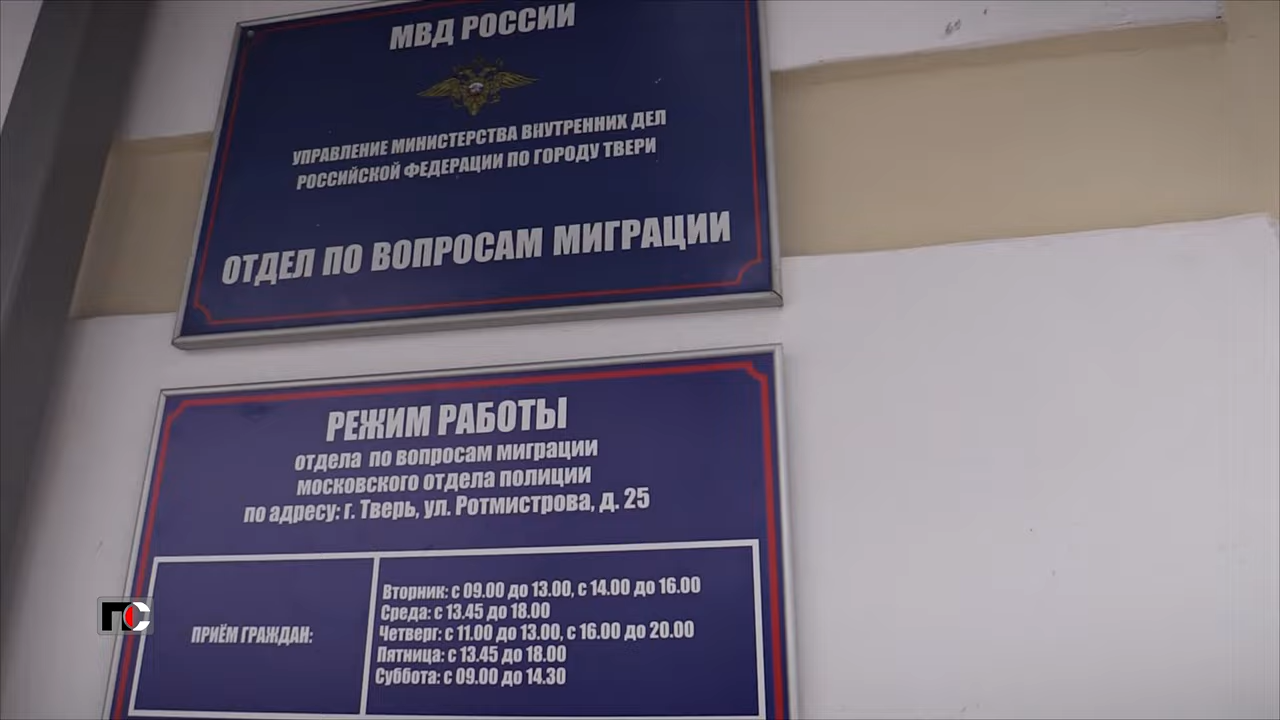 МВД РОССИИ
УПРАВЛЕНИЕ МИНИСТЕРСТВА ВНУТРЕННИХ ДЕЛ
РОССИЙСКОЙ ФЕДЕРАЦИИ ПО ГОРОДУ ТВЕРИ
ОТДЕЛ ПО ВОПРОСАМ МИГРАЦИИ
РЕЖИМ РАБОТЫ
отдела по вопросам миграции
московского отдела полиции
по адресу: г. Тверь, ул. Ротмистрова, д. 25
ПРИЁМ ГРАЖДАН:
Вторник: с 09.00 до 13.00, с 14.00 до 16.00
Среда: с 13.45 до 18.00
Четверг: с 11.00 до 13.00, с 16.00 до 20.00
Пятница: с 13.45 до 18.00
Суббота: с 09.00 до 14.30
ПС